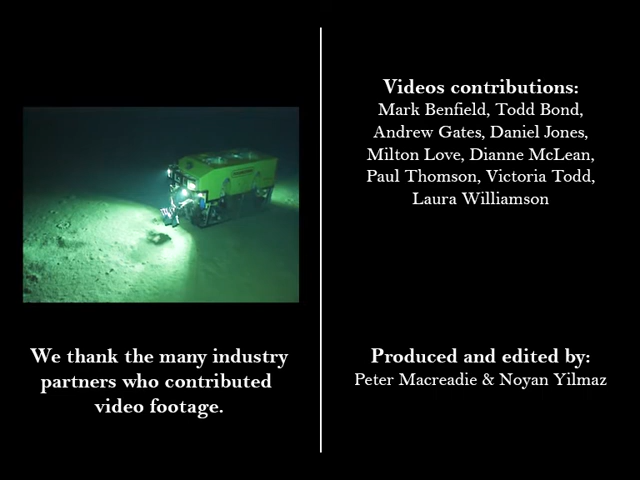 We thank the many industry
partners who contributed
video footage.
Videos contributions:
Mark Benfield, Todd Bond,
Andrew Gates, Daniel Jones,
Milton Love, Dianne McLean,
Paul Thomson, Victoria Todd,
Laura Williamson
Produced and edited by:
Peter Macreadie & Noyan Yilmaz